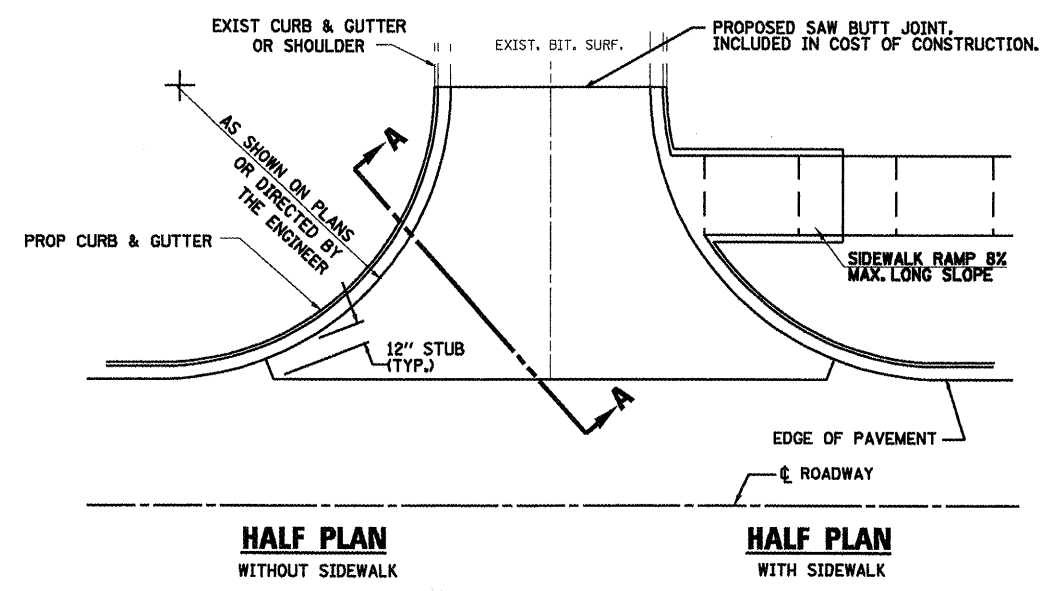 EXIST CURB & GUTTER
OR SHOULDER
EXIST. BIT. SURF.
PROPOSED SAW BUTT JOINT.
INCLUDED IN COST OF CONSTRUCTION.
A
AS SHOWN ON PLANS
OR DIRECTED BY
THE ENGINEER
PROP CURB & GUTTER
SIDEWALK RAMP 8%
MAX. LONG SLOPE
12" STUB
(TYP.)
A
EDGE OF PAVEMENT
℄ ROADWAY
HALF PLAN
WITHOUT SIDEWALK
HALF PLAN
WITH SIDEWALK